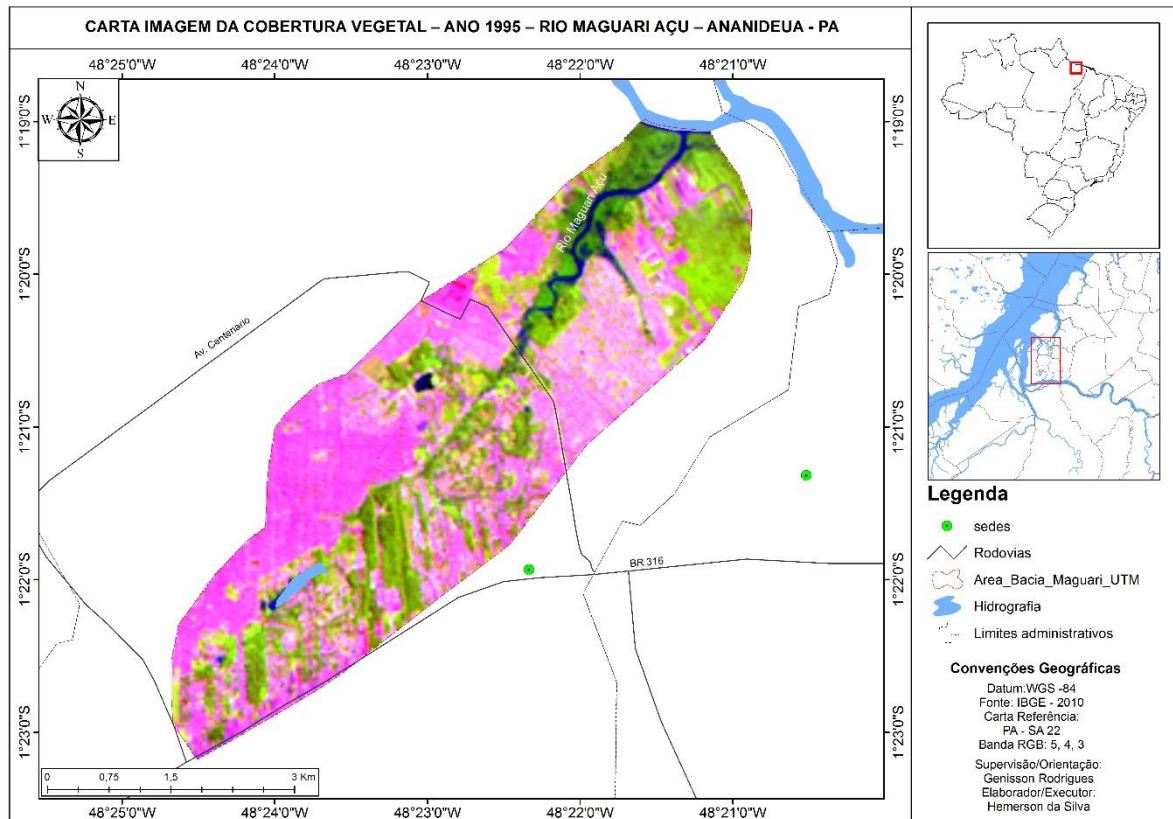 CARTA IMAGEM DA COBERTURA VEGETAL – ANO 1995 – RIO MAGUARI AÇU – ANANIDEUA - PA
48°25'0"W 48°24'0"W 48°23'0"W 48°22'0"W 48°21'0"W
N
W E
S
1°19'0"S 1°19'0"S
1°20'0"S 1°20'0"S
1°21'0"S 1°21'0"S
1°22'0"S 1°22'0"S
1°23'0"S 1°23'0"S
Rio Maguari Açu
Av. Centenario
BR 316
0 0,75 1,5 3 Km
48°25'0"W 48°24'0"W 48°23'0"W 48°22'0"W 48°21'0"W
Legenda
sedes
Rodovias
Area_Bacia_Maguari_UTM
Hidrografia
Limites administrativos
Convenções Geográficas
Datum:WGS -84
Fonte: IBGE - 2010
Carta Referência:
PA - SA 22
Banda RGB: 5, 4, 3
Supervisão/Orientação:
Genisson Rodrigues
Elaborador/Executor:
Hemerson da Silva